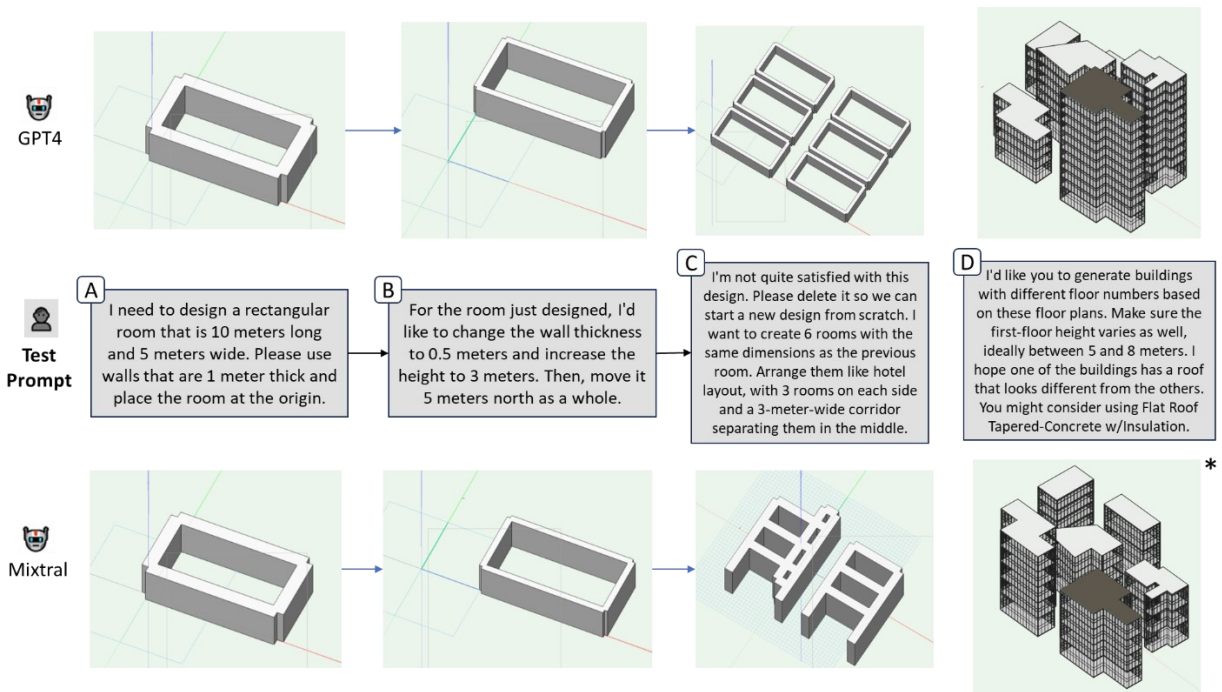 GPT4
A
I need to design a rectangular
room that is 10 meters long
and 5 meters wide. Please use
walls that are 1 meter thick and
place the room at the origin.
B
For the room just designed, I'd
like to change the wall thickness
to 0.5 meters and increase the
height to 3 meters. Then, move it
5 meters north as a whole.
C
I'm not quite satisfied with this
design. Please delete it so we can
start a new design from scratch. I
want to create 6 rooms with the
same dimensions as the previous
room. Arrange them like hotel
layout, with 3 rooms on each side
and a 3-meter-wide corridor
separating them in the middle.
D
I'd like you to generate buildings
with different floor numbers based
on these floor plans. Make sure the
first-floor height varies as well,
ideally between 5 and 8 meters. I
hope one of the buildings has a roof
that looks different from the others.
You might consider using Flat Roof
Tapered-Concrete w/Insulation.
Test
Prompt
*
Mixtral